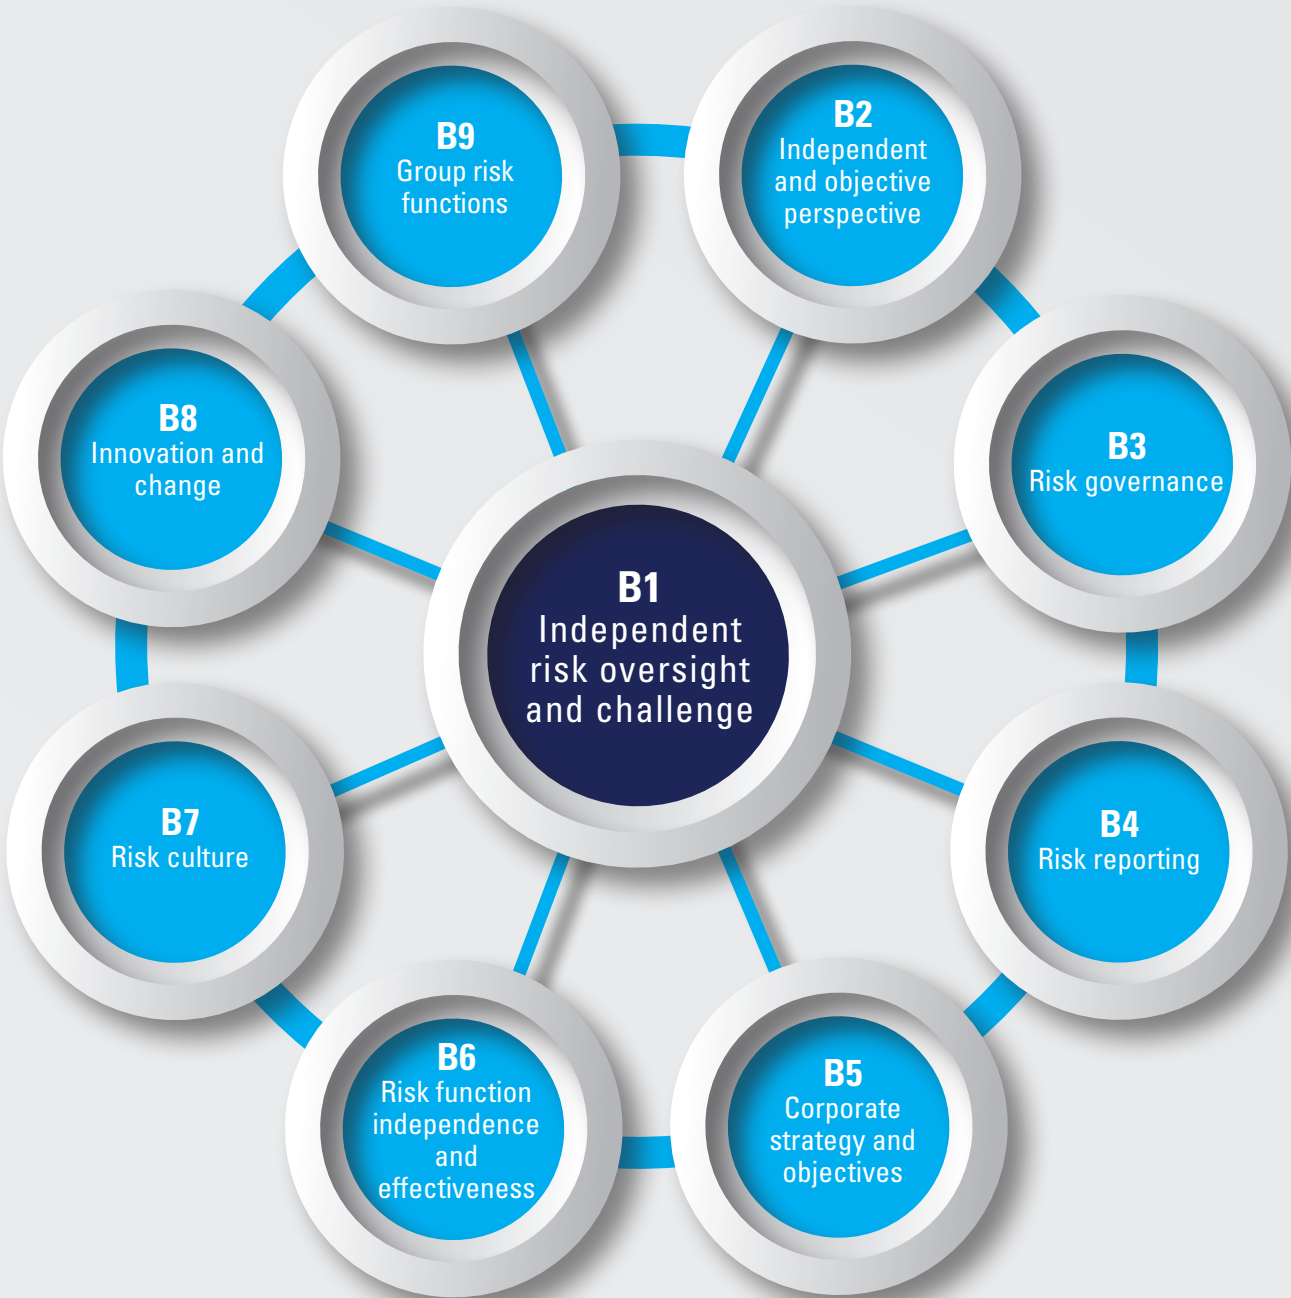 B1
Independent
risk oversight
and challenge
B2
Independent
and objective
perspective
B3
Risk governance
B4
Risk reporting
B5
Corporate
strategy and
objectives
B6
Risk function
independence
and
effectiveness
B7
Risk culture
B8
Innovation and
change
B9
Group risk
functions